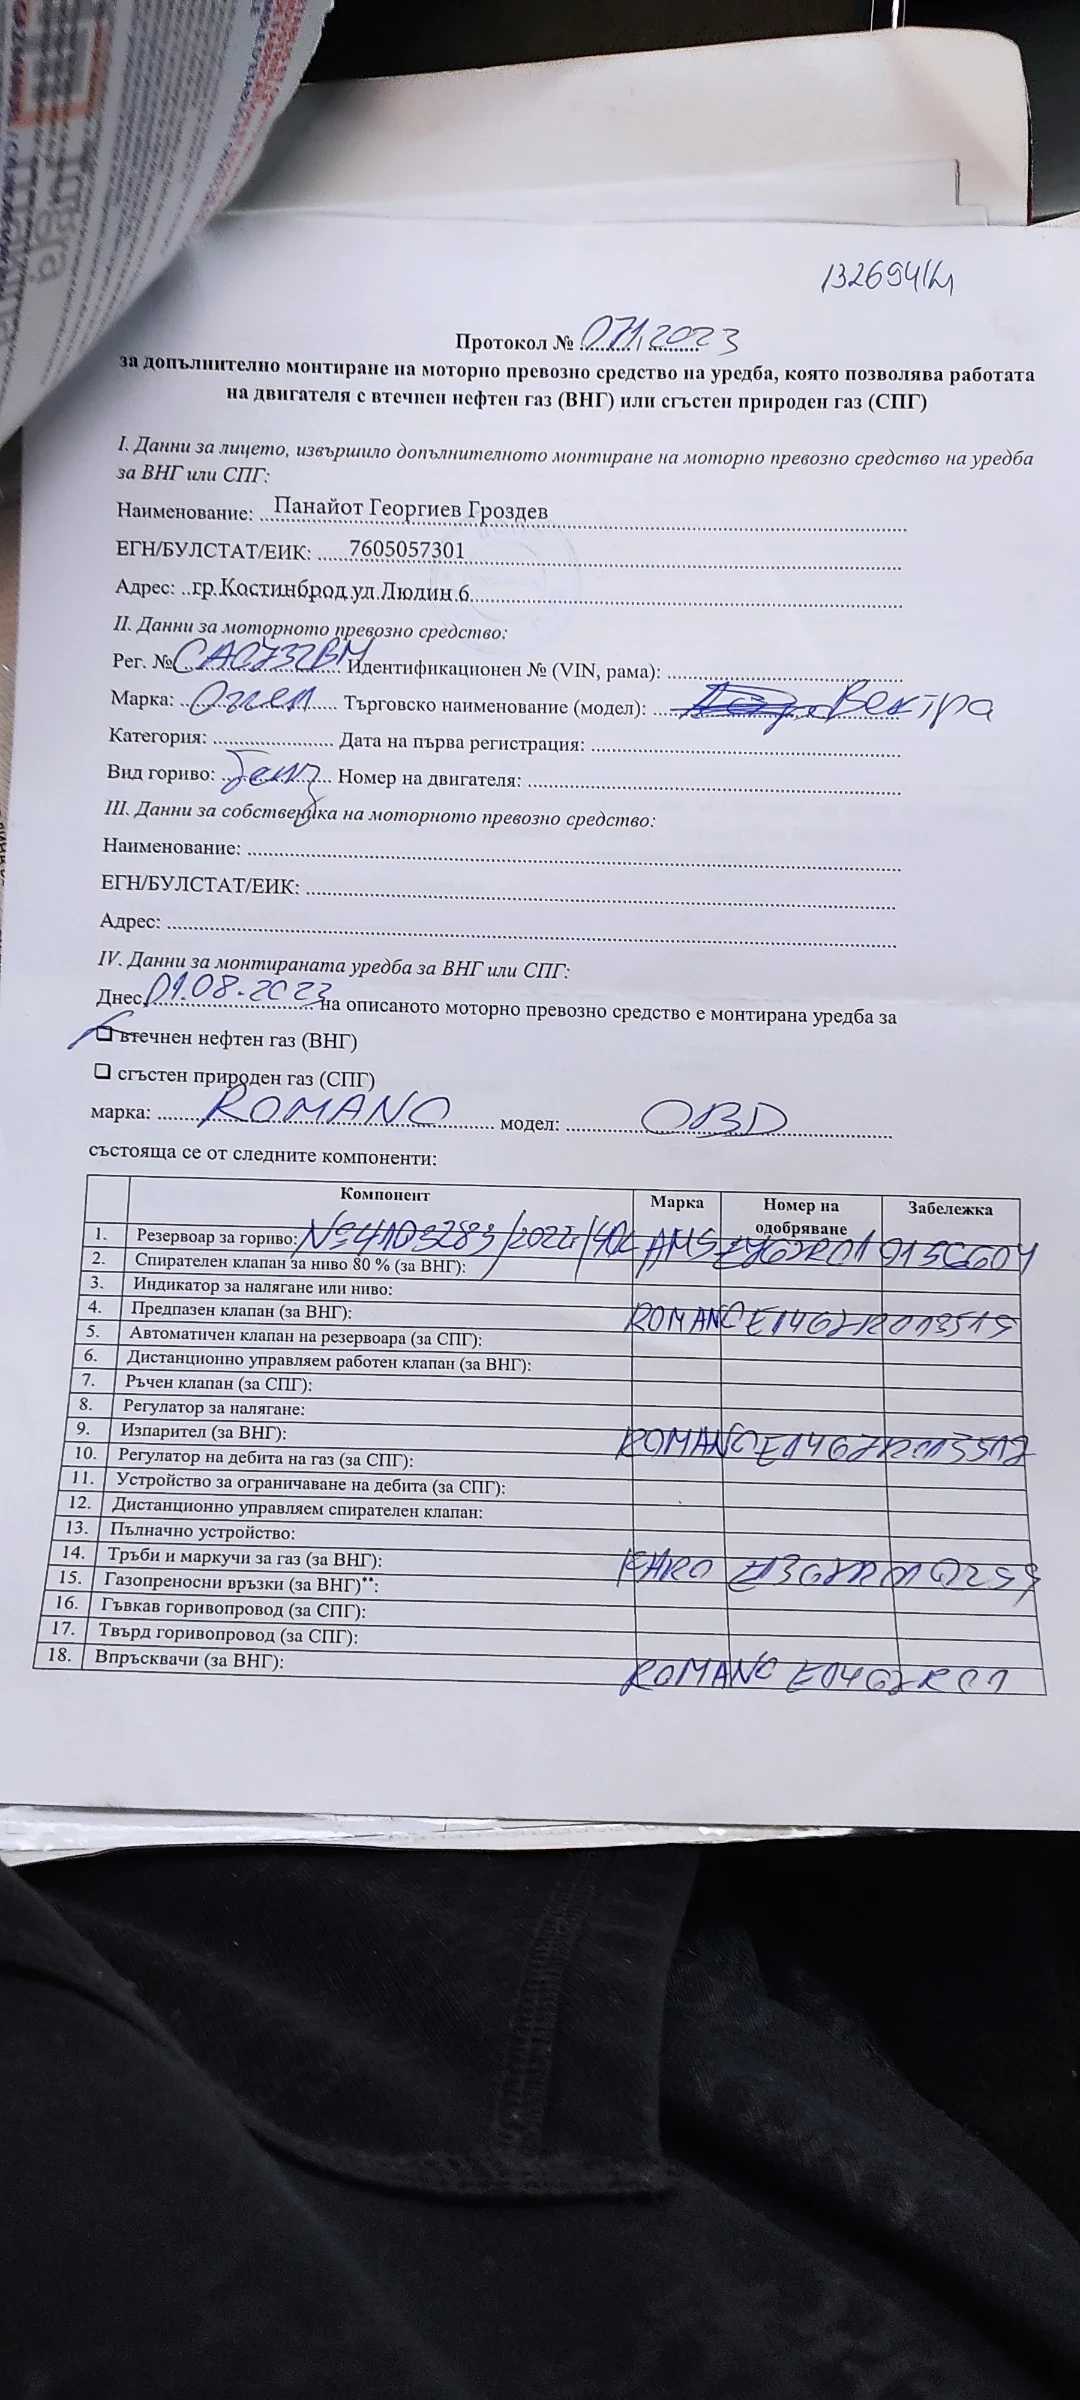 Протокол № 071/2023
за допълнително монтиране на моторно превозно средство на уредба, която позволява работата
на двигателя с втечнен нефтен газ (ВНГ) или сгъстен природен газ (СПГ)
I. Данни за лицето, извършило допълнителното монтиране на моторно превозно средство на уредба
за ВНГ или СПГ:
Наименование: Панайот Георгиев Гроздев
ЕГН/БУЛСТАТ/ЕИК: 7605057301
Адрес: гр.Костинброд ул.Люлин 6
II. Данни за моторното превозно средство:
Рег. № СА0732ВМ Идентификационен № (VIN, рама):
Марка: Опел Търговско наименование (модел): Вектра
Категория: Дата на първа регистрация:
Вид гориво: Номер на двигателя:
III. Данни за собственика на моторното превозно средство:
Наименование:
ЕГН/БУЛСТАТ/ЕИК:
Адрес:
IV. Данни за монтираната уредба за ВНГ или СПГ:
Днес 01.08.2023 на описаното моторно превозно средство е монтирана уредба за
втечнен нефтен газ (ВНГ)
сгъстен природен газ (СПГ)
марка: ROMANO модел: OBD
състояща се от следните компоненти:
Компонент Марка Номер на одобряване Забележка
1. Резервоар за гориво: AMS
2. Спирателен клапан за ниво 80 % (за ВНГ):
3. Индикатор за налягане или ниво:
4. Предпазен клапан (за ВНГ): ROMANO E1467R013515
5. Автоматичен клапан на резервоара (за СПГ):
6. Дистанционно управляем работен клапан (за ВНГ):
7. Ръчен клапан (за СПГ):
8. Регулатор за налягане:
9. Изпарител (за ВНГ): ROMANO E1467R013512
10. Регулатор на дебита на газ (за СПГ):
11. Устройство за ограничаване на дебита (за СПГ):
12. Дистанционно управляем спирателен клапан:
13. Пълначно устройство:
14. Тръби и маркучи за газ (за ВНГ): FARO
15. Газопреносни връзки (за ВНГ)**:
16. Гъвкав горивопровод (за СПГ):
17. Твърд горивопровод (за СПГ):
18. Впръсквачи (за ВНГ): ROMANO